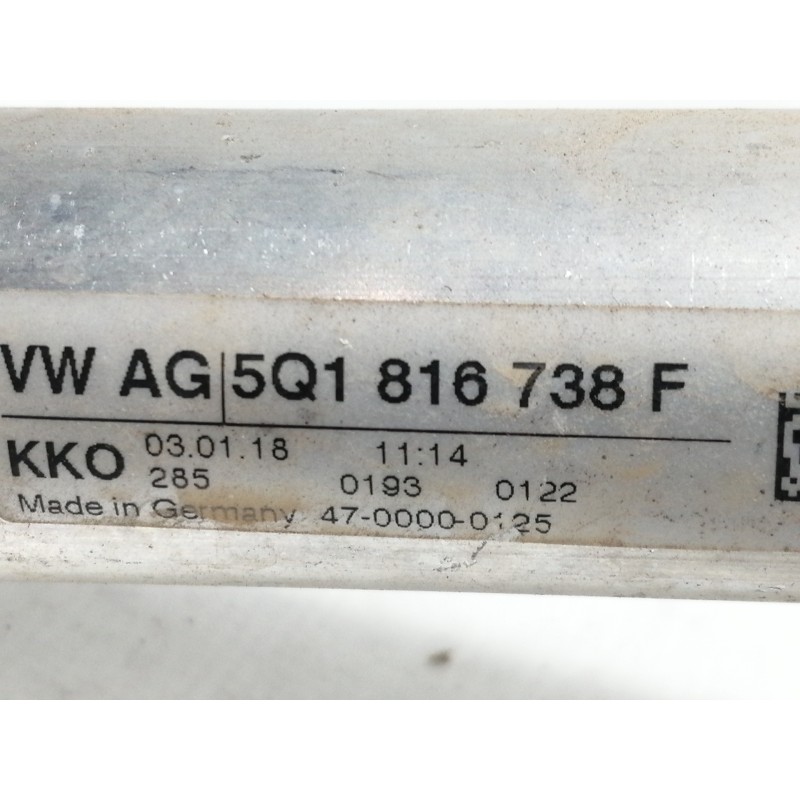 VW AG 5Q1 816 738 F
KKO 03.01.18 11:14
285 0193 0122
Made in Germany 47-0000-0125